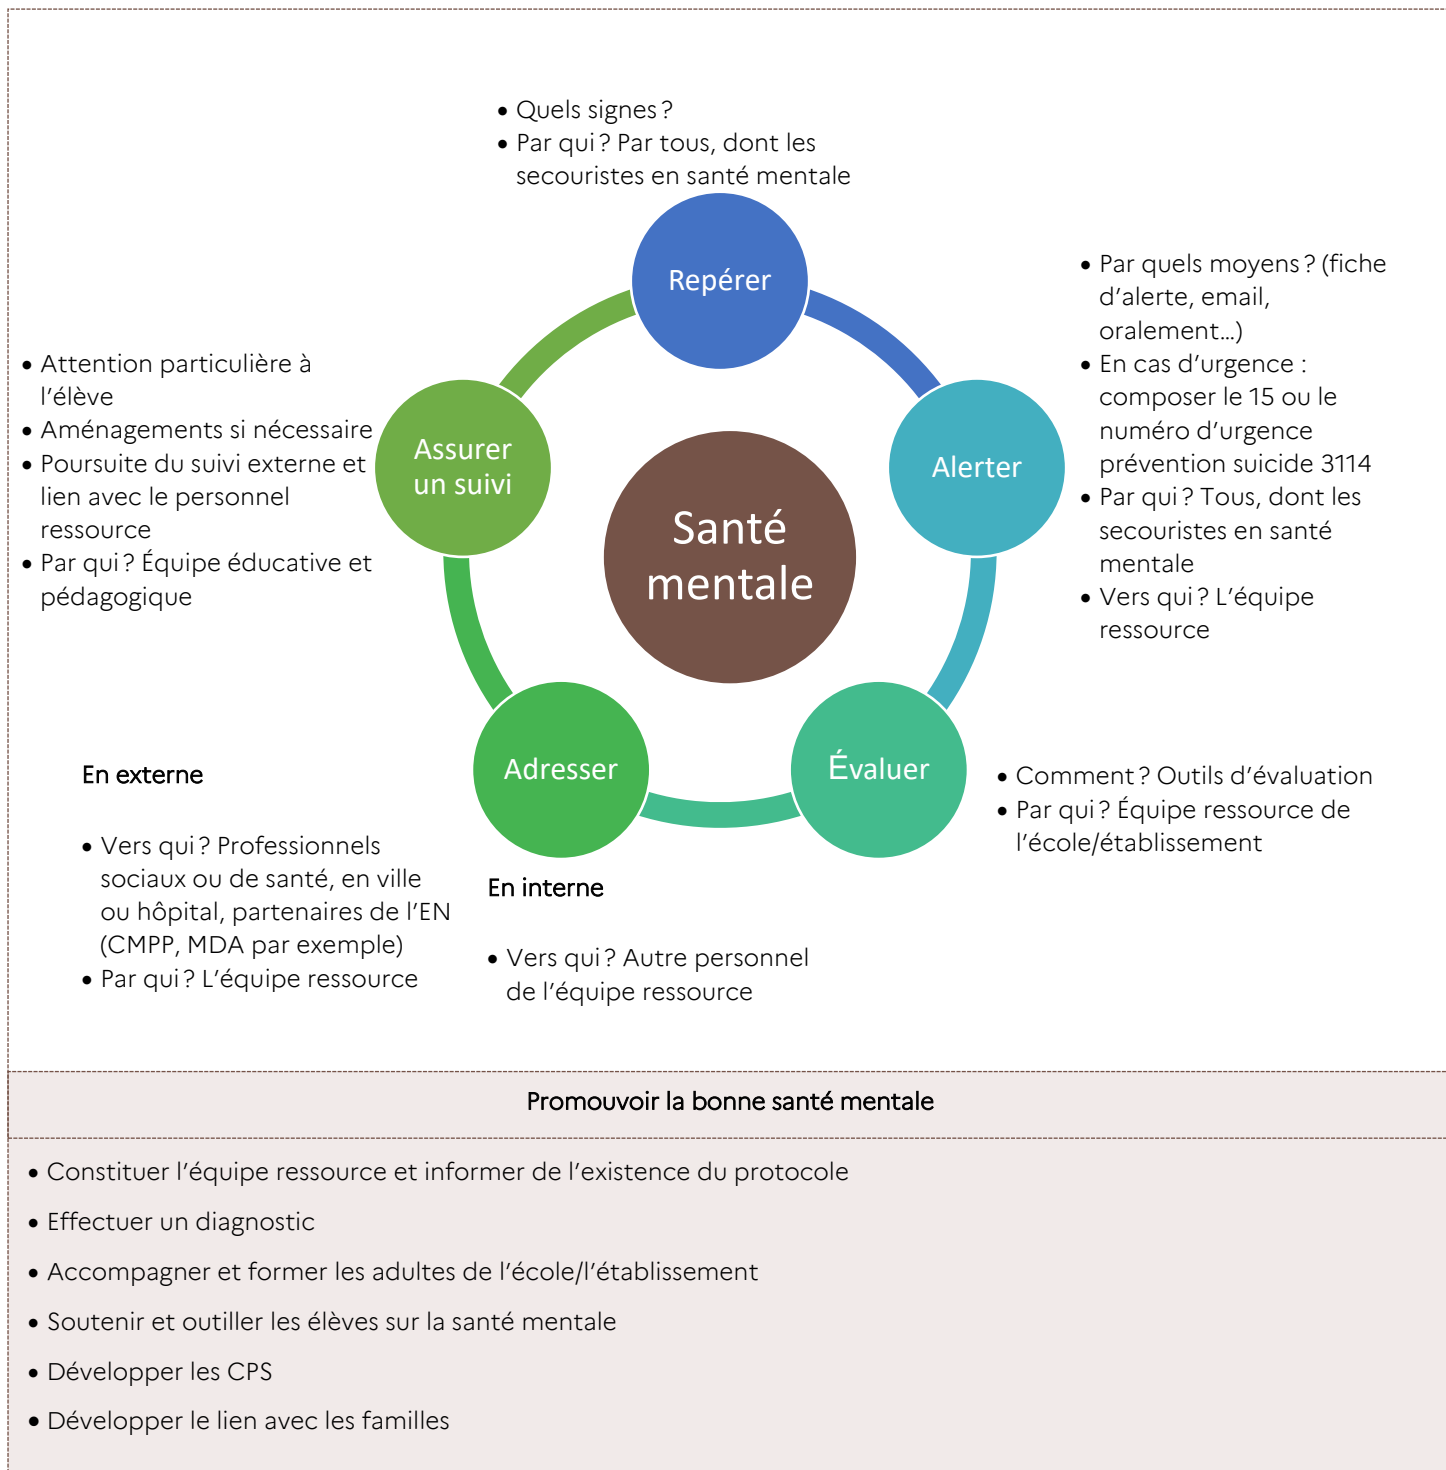 • Quels signes ?
• Par qui ? Par tous, dont les
secouristes en santé mentale
Repérer
• Par quels moyens ? (fiche
d'alerte, email,
oralement…)
• En cas d'urgence :
composer le 15 ou le
numéro d'urgence
prévention suicide 3114
• Par qui ? Tous, dont les
secouristes en santé
mentale
• Vers qui ? L'équipe
ressource
Alerter
• Attention particulière à
l'élève
• Aménagements si nécessaire
• Poursuite du suivi externe et
lien avec le personnel
ressource
• Par qui ? Équipe éducative et
pédagogique
Assurer
un suivi
Santé
mentale
Adresser
Évaluer
• Comment ? Outils d'évaluation
• Par qui ? Équipe ressource de
l'école/établissement
En externe
• Vers qui ? Professionnels
sociaux ou de santé, en ville
ou hôpital, partenaires de l'EN
(CMPP, MDA par exemple)
• Par qui ? L'équipe ressource
En interne
• Vers qui ? Autre personnel
de l'équipe ressource
Promouvoir la bonne santé mentale
• Constituer l'équipe ressource et informer de l'existence du protocole
• Effectuer un diagnostic
• Accompagner et former les adultes de l'école/l'établissement
• Soutenir et outiller les élèves sur la santé mentale
• Développer les CPS
• Développer le lien avec les familles